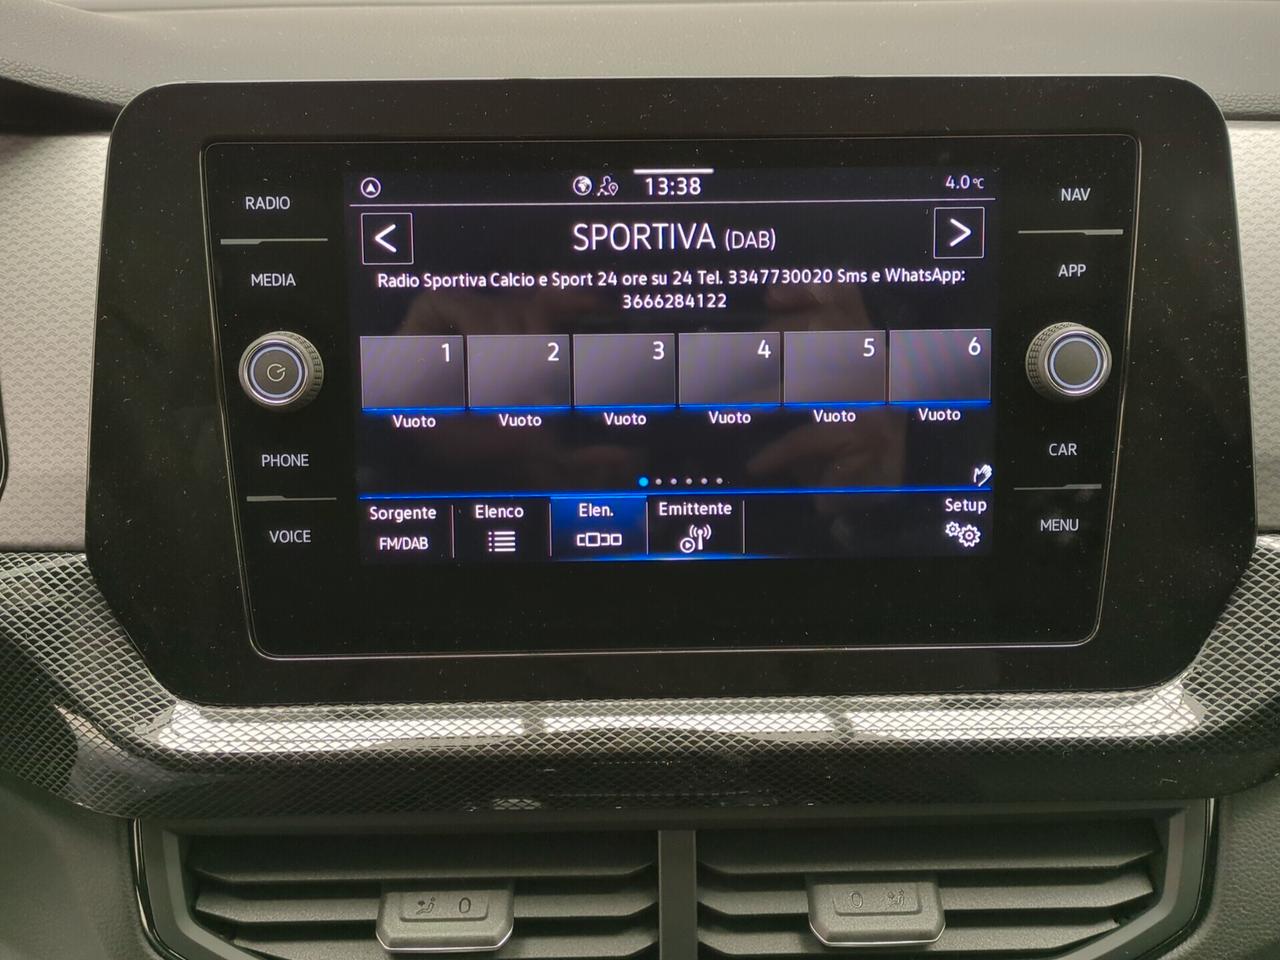 13:38
4.0°C
RADIO
NAV
<
SPORTIVA (DAB)
>
MEDIA
APP
Radio Sportiva Calcio e Sport 24 ore su 24 Tel. 3347730020 Sms e WhatsApp:
3666284122
1 2 3 4 5 6
Vuoto Vuoto Vuoto Vuoto Vuoto Vuoto
PHONE
CAR
Sorgente Elenco Elen. Emittente Setup
FM/DAB
VOICE
MENU
0
0